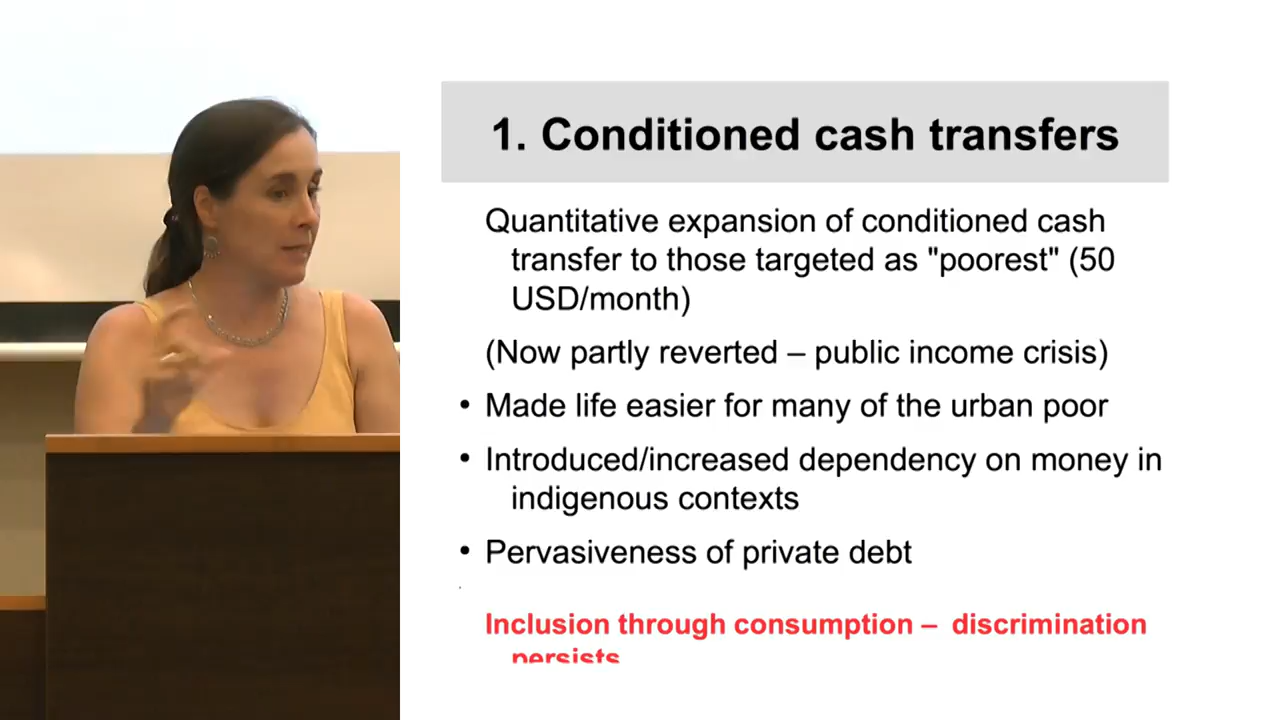 1. Conditioned cash transfers
Quantitative expansion of conditioned cash
transfer to those targeted as "poorest" (50
USD/month)
(Now partly reverted – public income crisis)
• Made life easier for many of the urban poor
• Introduced/increased dependency on money in
indigenous contexts
• Pervasiveness of private debt
Inclusion through consumption – discrimination
persists